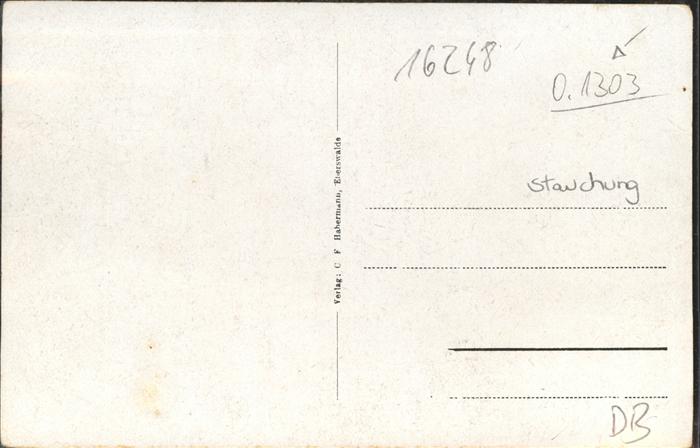 16248
0.1303
Stauchung
Verlag: C F Habermann, Eberswalde
DB